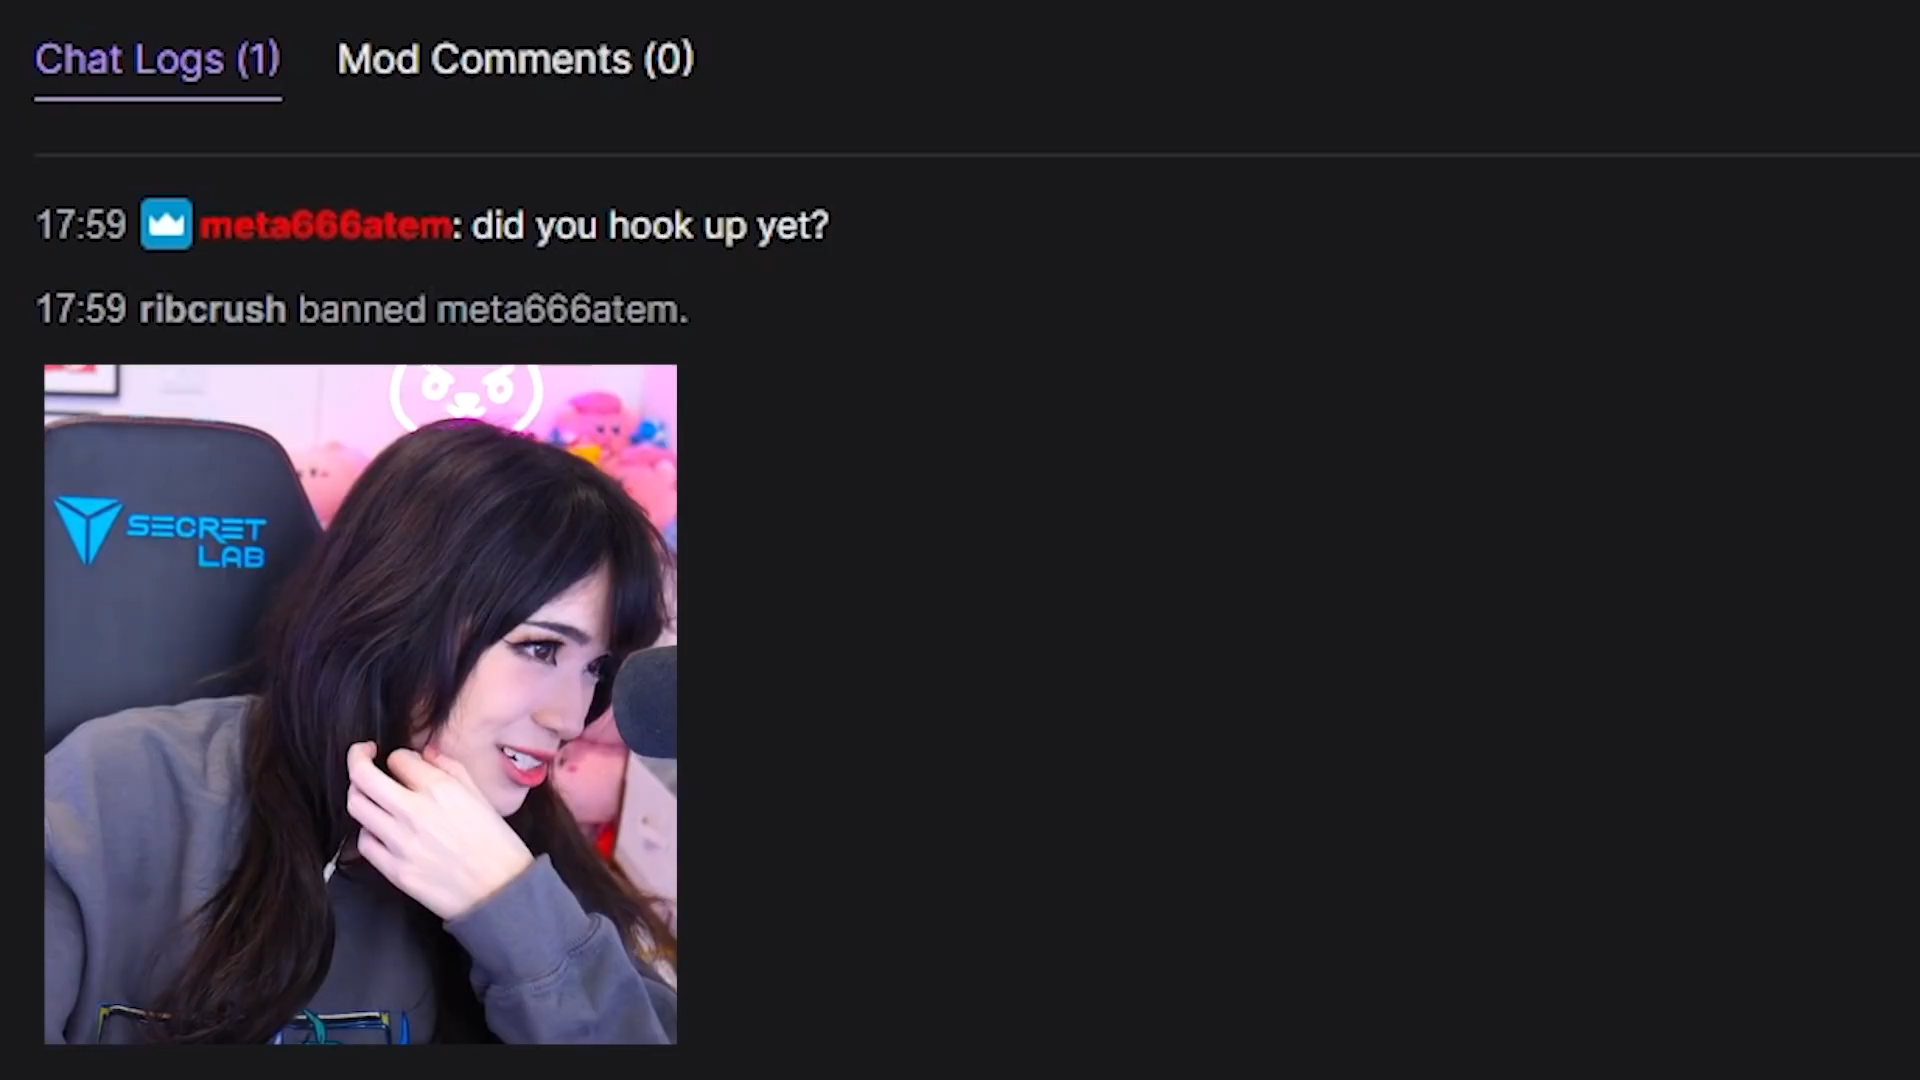 Chat Logs (1) Mod Comments (0)
17:59 meta666atem: did you hook up yet?
17:59 ribcrush banned meta666atem.
SECRET
LAB